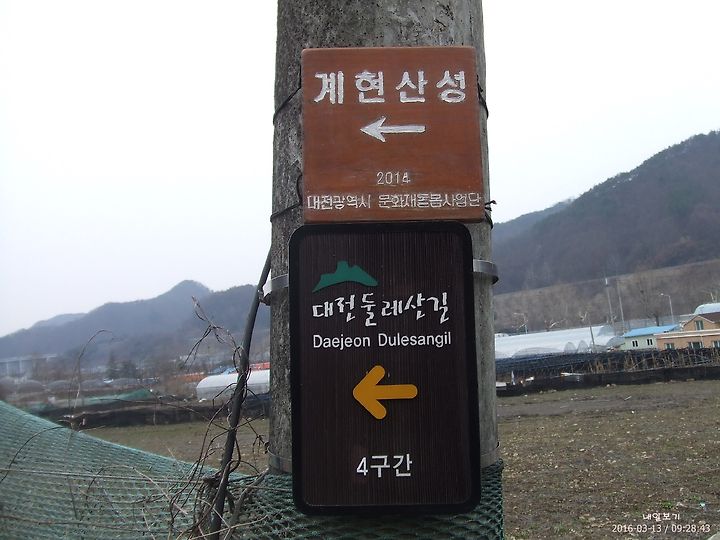 계현산성
2014
대전광역시 문화재돌봄사업단
대전둘레산길
Daejeon Dulesangil
4구간
내일보기
2016-03-13 / 09:28:43